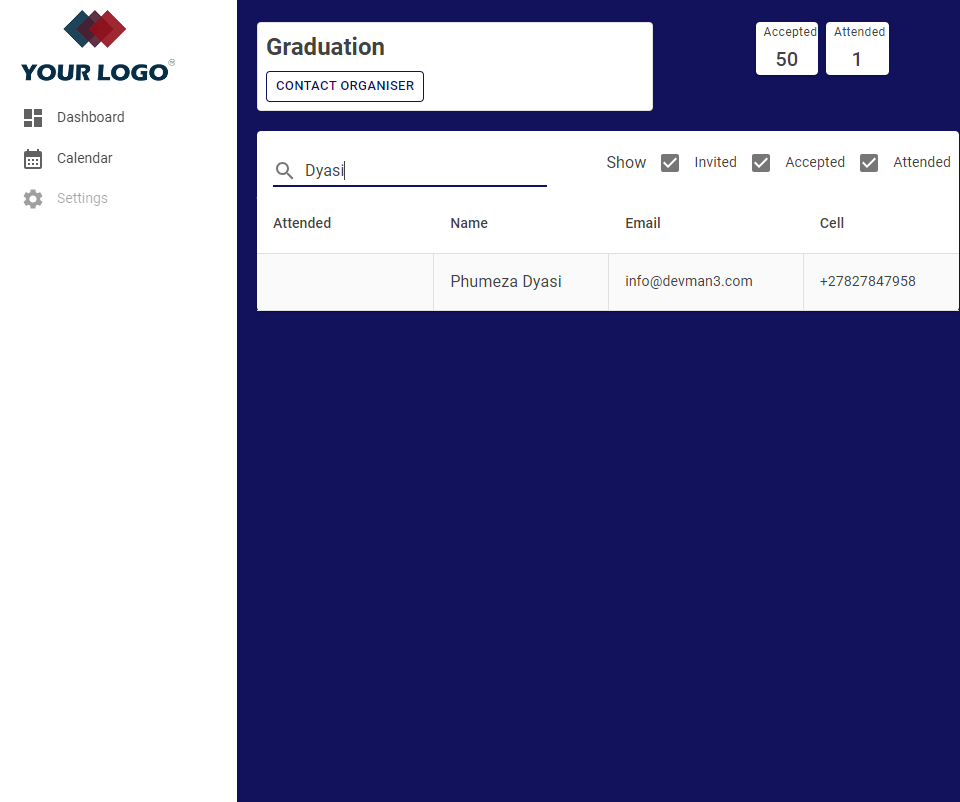 YOUR LOGO®
Dashboard
Calendar
Settings
Graduation
CONTACT ORGANISER
Accepted
50
Attended
1
Dyasi
Show Invited Accepted Attended
Attended Name Email Cell
Phumeza Dyasi info@devman3.com +27827847958